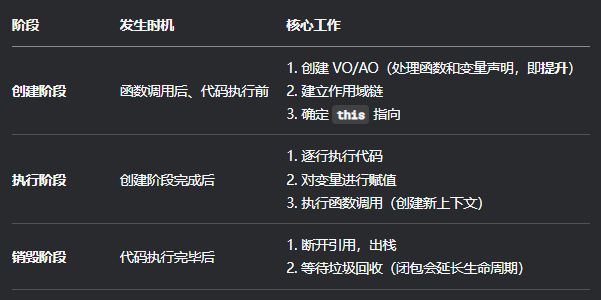 阶段 发生时机 核心工作
创建阶段 函数调用后、代码执行前 1. 创建 VO/AO（处理函数和变量声明，即提升）
2. 建立作用域链
3. 确定 this 指向
执行阶段 创建阶段完成后 1. 逐行执行代码
2. 对变量进行赋值
3. 执行函数调用（创建新上下文）
销毁阶段 代码执行完毕后 1. 断开引用，出栈
2. 等待垃圾回收（闭包会延长生命周期）